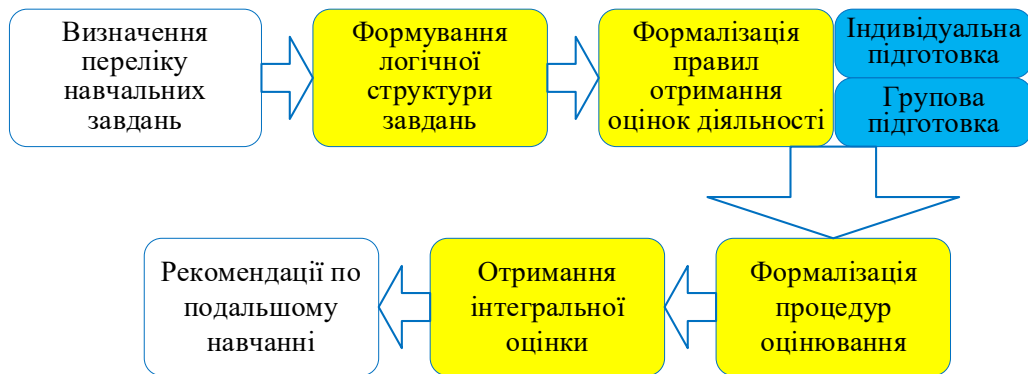 Визначення
переліку
навчальних
завдань
Формування
логічної
структури
завдань
Формалізація
правил
отримання
оцінок діяльності
Індивідуальна
підготовка
Групова
підготовка
Рекомендації по
подальшому
навчанні
Отримання
інтегральної
оцінки
Формалізація
процедур
оцінювання